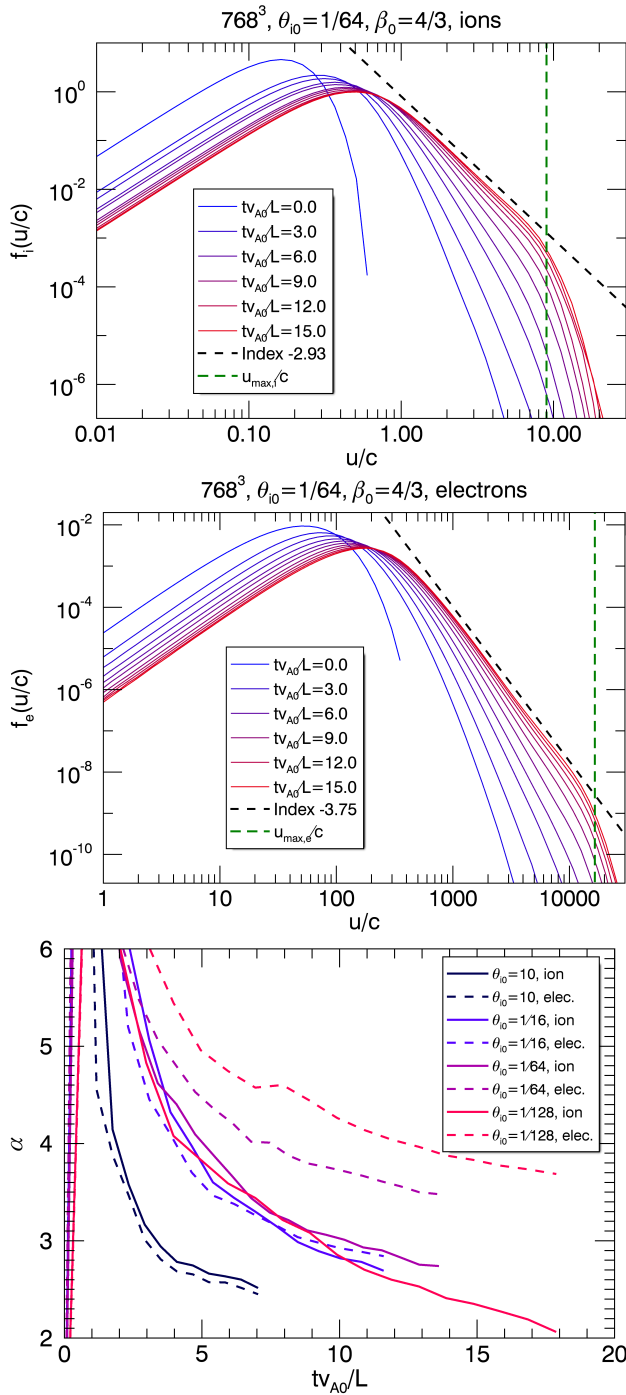 768³, θi0=1/64, β0=4/3, ions
fi(u/c)
10⁰
10⁻²
10⁻⁴
10⁻⁶
tvA0/L=0.0
tvA0/L=3.0
tvA0/L=6.0
tvA0/L=9.0
tvA0/L=12.0
tvA0/L=15.0
Index -2.93
umax,i/c
0.01 0.10 1.00 10.00
u/c
768³, θi0=1/64, β0=4/3, electrons
fe(u/c)
10⁻²
10⁻⁴
10⁻⁶
10⁻⁸
10⁻¹⁰
tvA0/L=0.0
tvA0/L=3.0
tvA0/L=6.0
tvA0/L=9.0
tvA0/L=12.0
tvA0/L=15.0
Index -3.75
umax,e/c
1 10 100 1000 10000
u/c
α
6
5
4
3
2
θi0=10, ion
θi0=10, elec.
θi0=1/16, ion
θi0=1/16, elec.
θi0=1/64, ion
θi0=1/64, elec.
θi0=1/128, ion
θi0=1/128, elec.
0 5 10 15 20
tvA0/L